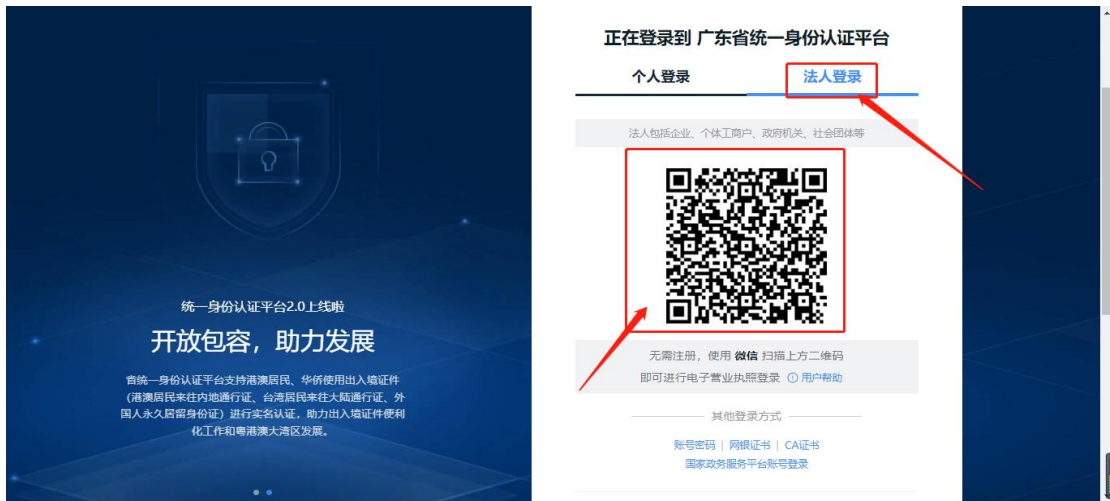 统一身份认证平台2.0上线啦
开放包容，助力发展
省统一身份认证平台支持港澳居民、华侨使用出入境证件
(港澳居民来往内地通行证、台湾居民来往大陆通行证、外
国人永久居留身份证) 进行实名认证，助力出入境证件便利
化工作和粤港澳大湾区发展。
正在登录到 广东省统一身份认证平台
个人登录 法人登录
法人包括企业、个体工商户、政府机关、社会团体等
无需注册，使用 微信 扫描上方二维码
即可进行电子营业执照登录 用户帮助
其他登录方式
账号密码 | 网银证书 | CA证书
国家政务服务平台账号登录